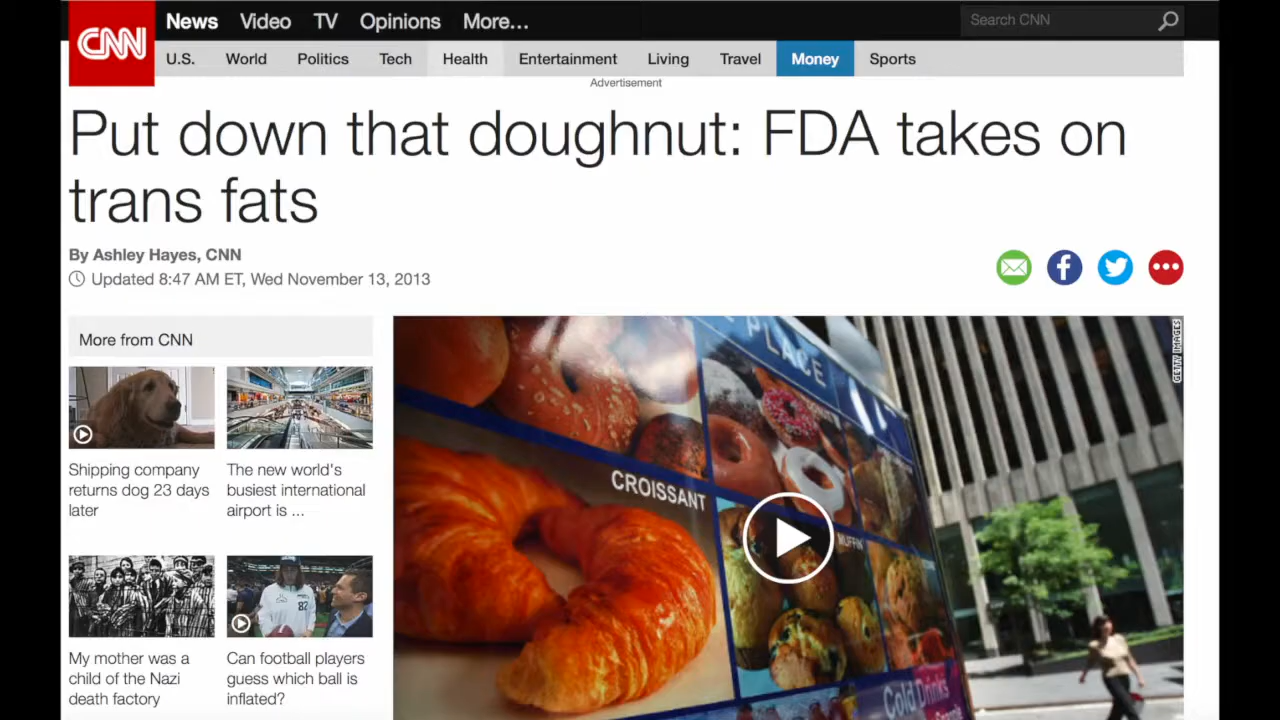 CNN
News Video TV Opinions More...
Search CNN
U.S. World Politics Tech Health Entertainment Living Travel Money Sports
Advertisement
Put down that doughnut: FDA takes on
trans fats
By Ashley Hayes, CNN
Updated 8:47 AM ET, Wed November 13, 2013
More from CNN
Shipping company
returns dog 23 days
later
The new world's
busiest international
airport is ...
My mother was a
child of the Nazi
death factory
Can football players
guess which ball is
inflated?
82
GETTY IMAGES
PLACE
CROISSANT
MUFFIN
Cold Drinks